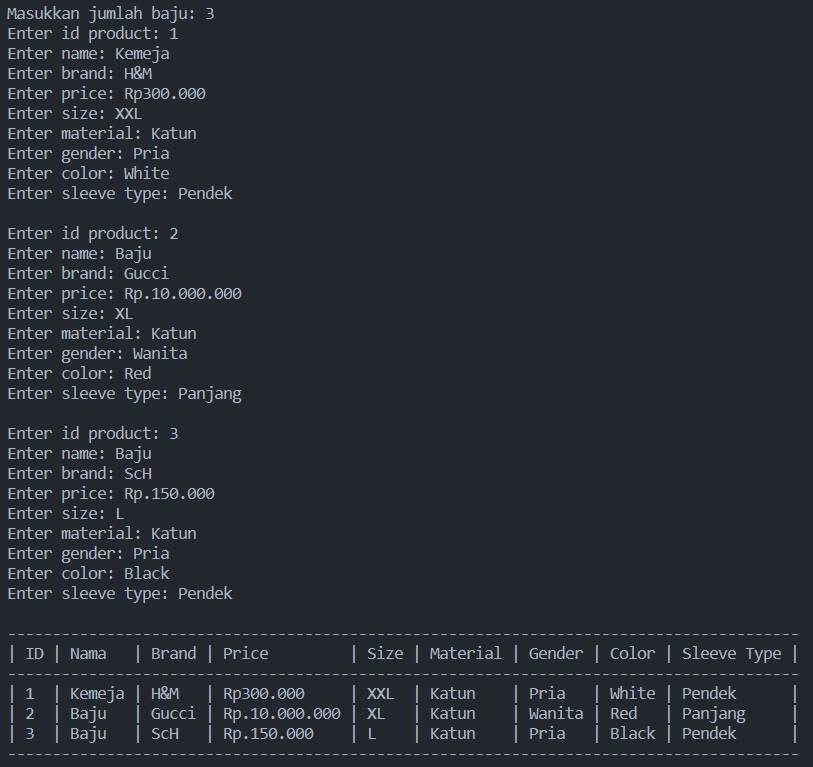 Masukkan jumlah baju: 3
Enter id product: 1
Enter name: Kemeja
Enter brand: H&M
Enter price: Rp300.000
Enter size: XXL
Enter material: Katun
Enter gender: Pria
Enter color: White
Enter sleeve type: Pendek

Enter id product: 2
Enter name: Baju
Enter brand: Gucci
Enter price: Rp.10.000.000
Enter size: XL
Enter material: Katun
Enter gender: Wanita
Enter color: Red
Enter sleeve type: Panjang

Enter id product: 3
Enter name: Baju
Enter brand: ScH
Enter price: Rp.150.000
Enter size: L
Enter material: Katun
Enter gender: Pria
Enter color: Black
Enter sleeve type: Pendek

----------------------------------------------------------------------------------------
| ID | Nama   | Brand | Price         | Size | Material | Gender | Color | Sleeve Type |
----------------------------------------------------------------------------------------
| 1  | Kemeja | H&M   | Rp300.000     | XXL  | Katun    | Pria   | White | Pendek      |
| 2  | Baju   | Gucci | Rp.10.000.000 | XL   | Katun    | Wanita | Red   | Panjang     |
| 3  | Baju   | ScH   | Rp.150.000    | L    | Katun    | Pria   | Black | Pendek      |
----------------------------------------------------------------------------------------